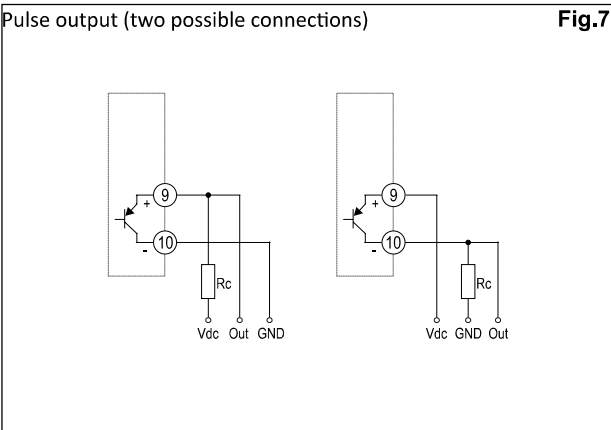 Pulse output (two possible connections) Fig.7
9 9
+ +
10 10
- -
Rc Rc
Vdc Out GND Vdc GND Out